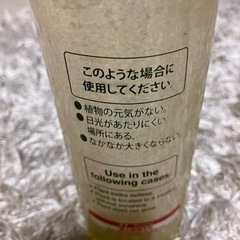 このような場合に
使用してください
●植物の元気がない。
●日光があたりにくい
場所にある。
●なかなか大きくならない。
Use in the
following cases: